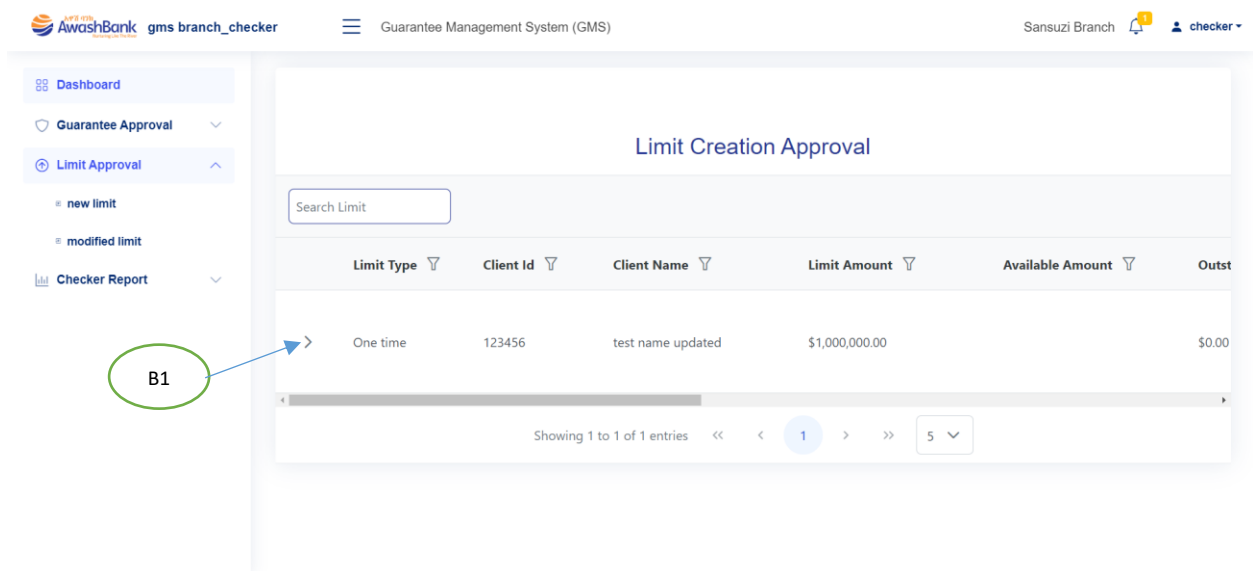 AwashBank
gms branch_checker
Guarantee Management System (GMS)
Sansuzi Branch
1
checker
Dashboard
Guarantee Approval
Limit Approval
new limit
modified limit
Checker Report
Limit Creation Approval
Search Limit
Limit Type Client Id Client Name Limit Amount Available Amount Outst
One time 123456 test name updated $1,000,000.00 $0.00
B1
Showing 1 to 1 of 1 entries << < 1 > >> 5